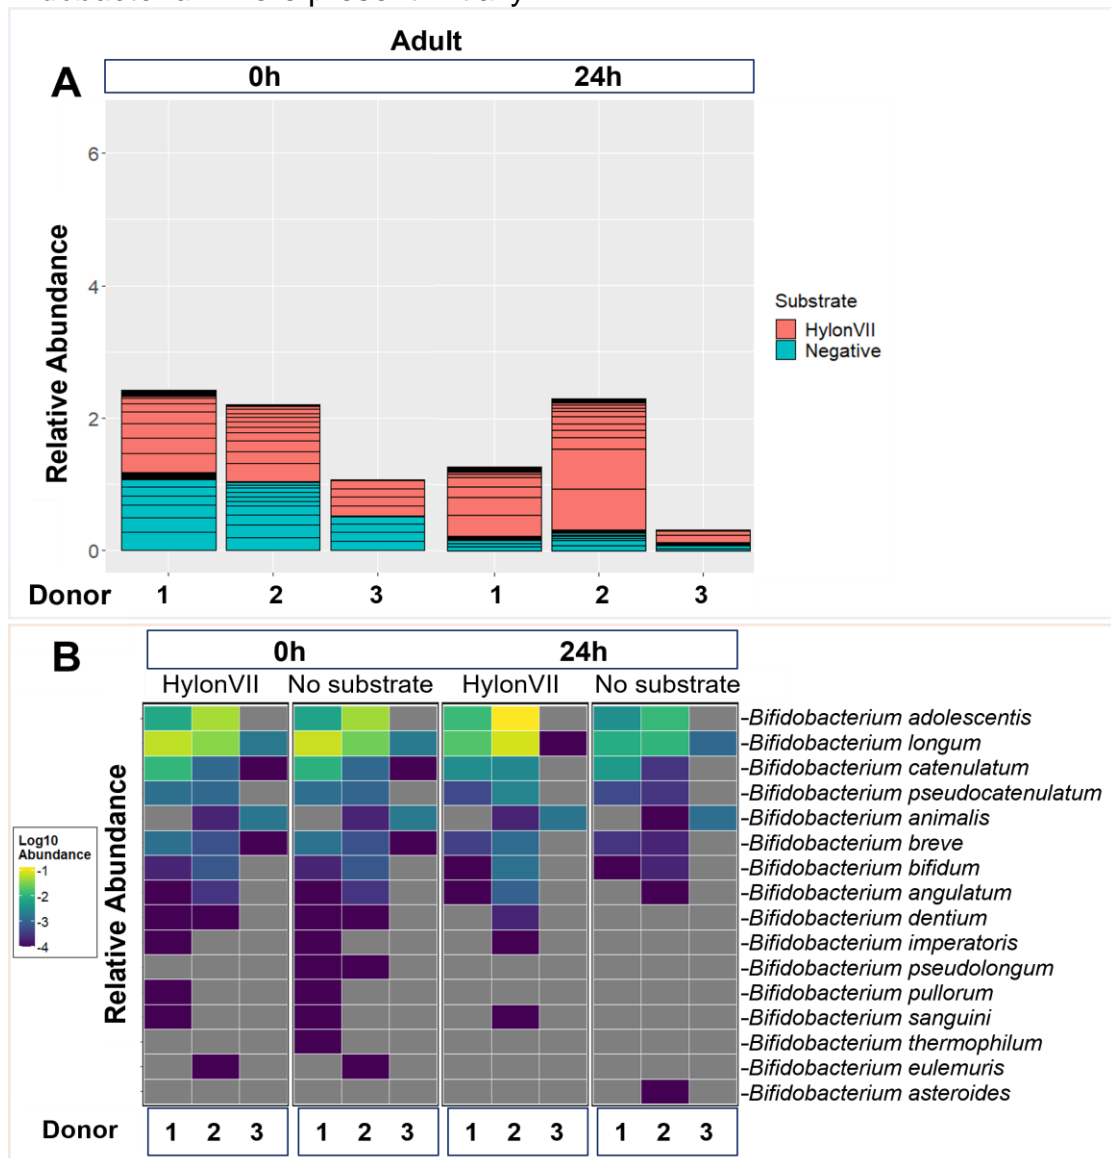 Adult
A
0h 24h
Relative Abundance
6
4
2
0
Substrate
HylonVII
Negative
Donor 1 2 3 1 2 3
B
0h 24h
HylonVII No substrate HylonVII No substrate
Relative Abundance
Log10
Abundance
-1
-2
-3
-4
-Bifidobacterium adolescentis
-Bifidobacterium longum
-Bifidobacterium catenulatum
-Bifidobacterium pseudocatenulatum
-Bifidobacterium animalis
-Bifidobacterium breve
-Bifidobacterium bifidum
-Bifidobacterium angulatum
-Bifidobacterium dentium
-Bifidobacterium imperatoris
-Bifidobacterium pseudolongum
-Bifidobacterium pullorum
-Bifidobacterium sanguini
-Bifidobacterium thermophilum
-Bifidobacterium eulemuris
-Bifidobacterium asteroides
Donor 1 2 3 1 2 3 1 2 3 1 2 3